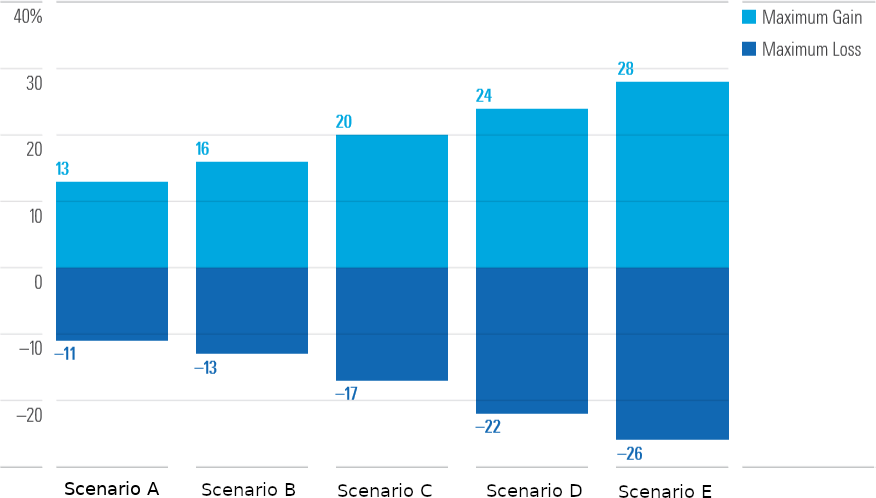 40%
Maximum Gain
Maximum Loss
30
20
10
0
–10
–20
13
16
20
24
28
–11
–13
–17
–22
–26
Scenario A
Scenario B
Scenario C
Scenario D
Scenario E